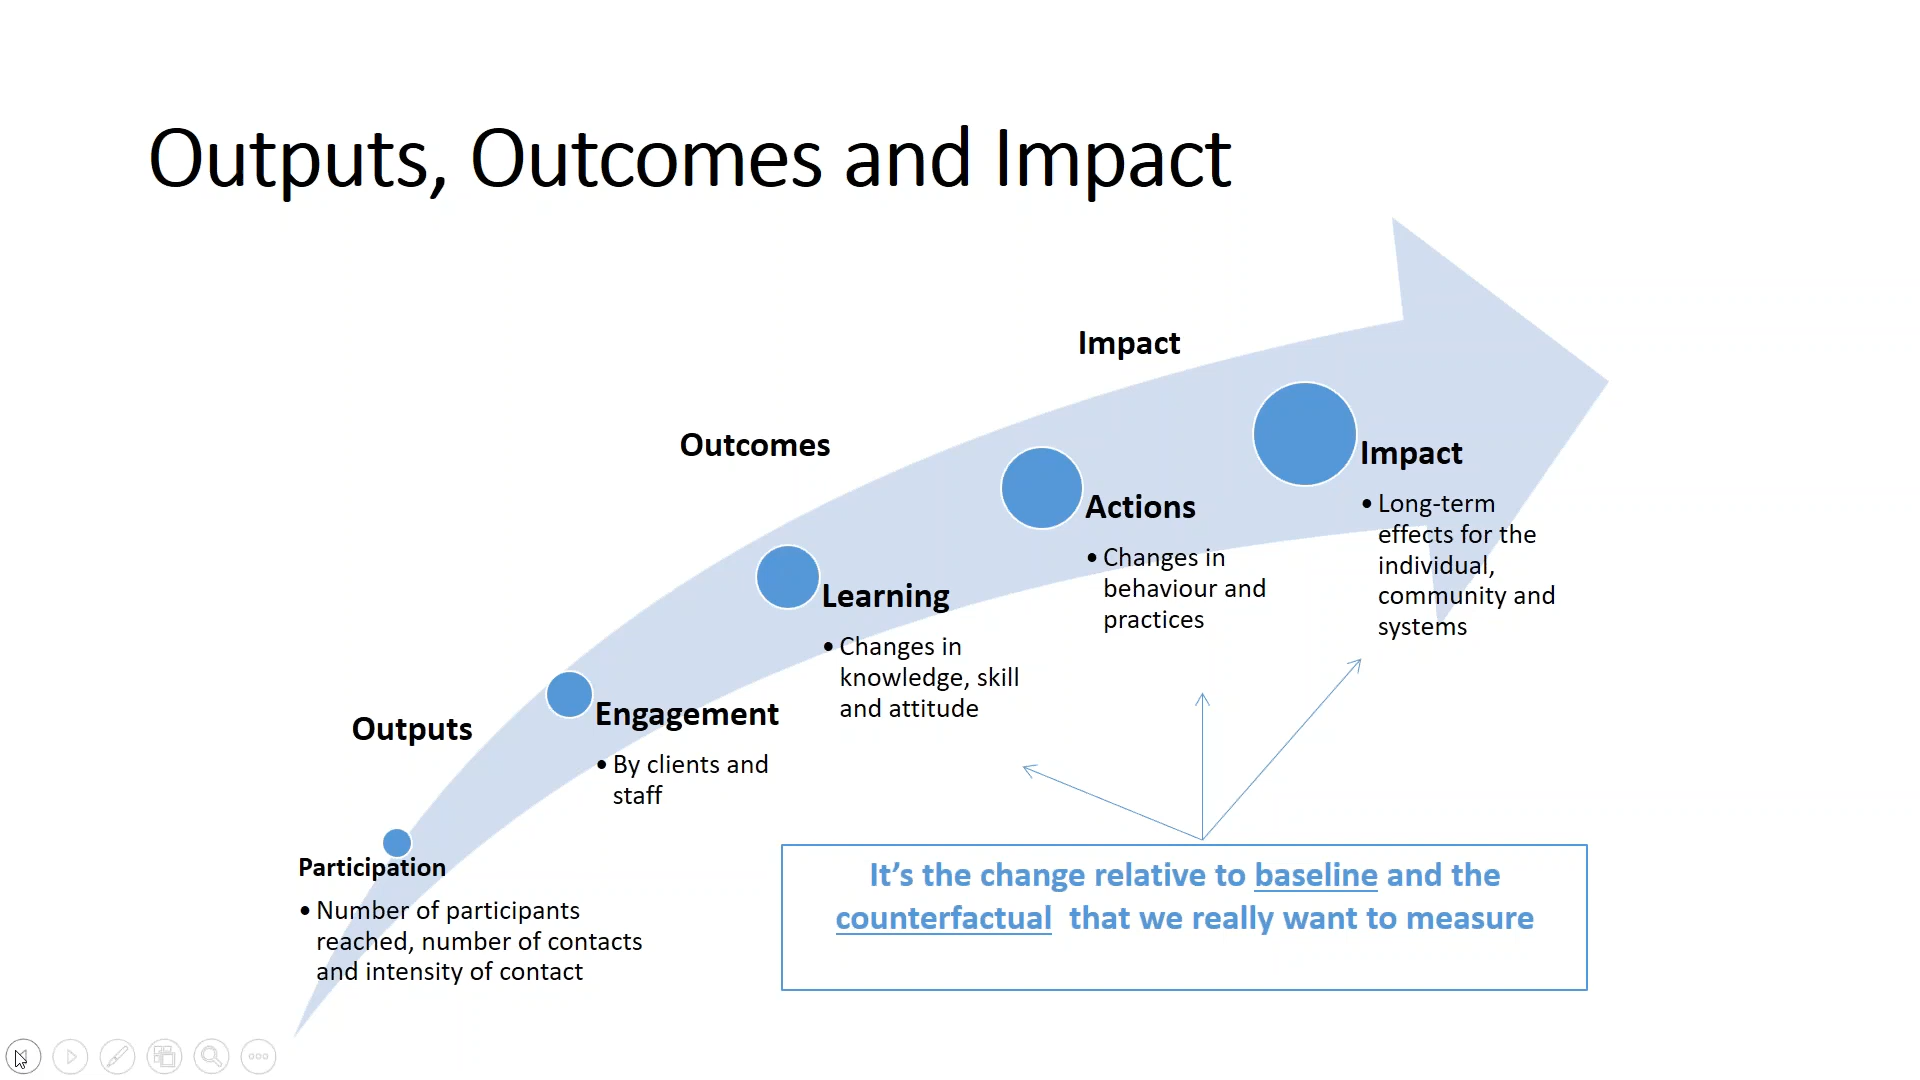 Outputs, Outcomes and Impact
Impact
Outcomes
Outputs
Participation
• Number of participants
reached, number of contacts
and intensity of contact
Engagement
• By clients and
staff
Learning
• Changes in
knowledge, skill
and attitude
Actions
• Changes in
behaviour and
practices
Impact
• Long-term
effects for the
individual,
community and
systems
It’s the change relative to baseline and the
counterfactual that we really want to measure